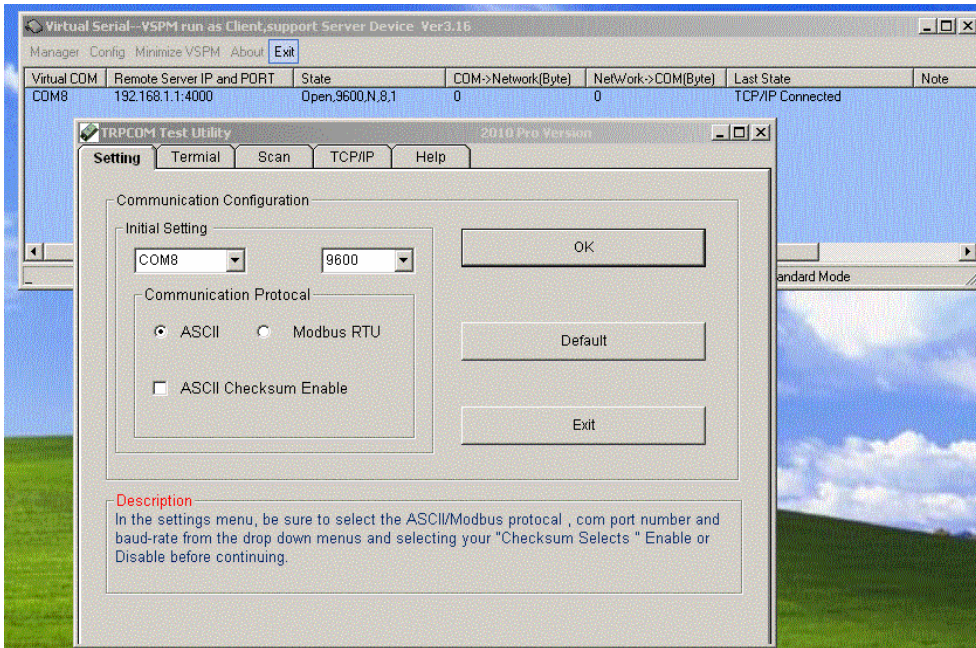 Virtual Serial--VSPM run as Client,support Server Device Ver3.16
Manager Config Minimize VSPM About Exit
Virtual COM Remote Server IP and PORT State COM->Network(Byte) NetWork->COM(Byte) Last State Note
COM8 192.168.1.1:4000 Open,9600,N,8,1 0 0 TCP/IP Connected
TRPCOM Test Utility 2010 Pro Version
Setting Termial Scan TCP/IP Help
Communication Configuration
Initial Setting
COM8 9600
OK
andard Mode
Communication Protocal
ASCII Modbus RTU
Default
ASCII Checksum Enable
Exit
Description
In the settings menu, be sure to select the ASCII/Modbus protocal , com port number and
baud-rate from the drop down menus and selecting your "Checksum Selects " Enable or
Disable before continuing.